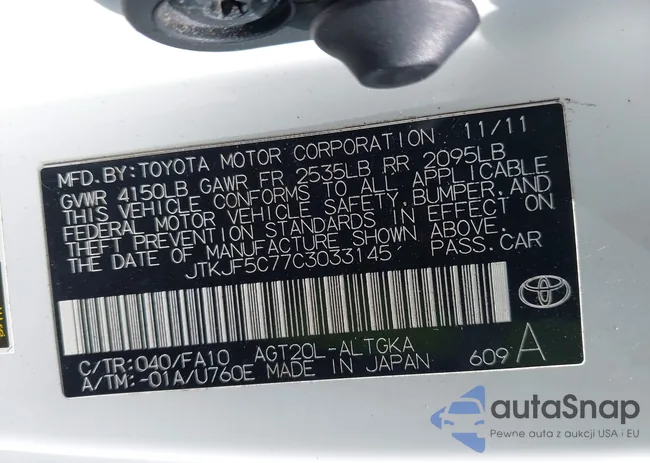 MFD.BY:TOYOTA MOTOR CORPORATION 11/11
GVWR 4150LB GAWR FR 2535LB RR 2095LB
THIS VEHICLE CONFORMS TO ALL APPLICABLE
FEDERAL MOTOR VEHICLE SAFETY,BUMPER,AND
THEFT PREVENTION STANDARDS IN EFFECT ON
THE DATE OF MANUFACTURE SHOWN ABOVE.
JTKJF5C77C3033145 PASS.CAR
C/TR:040/FA10 AGT20L-ALTGKA
A/TM:-01A/U760E MADE IN JAPAN 609 A
TOYOTA
autaSnap
Pewne auta z aukcji USA i EU